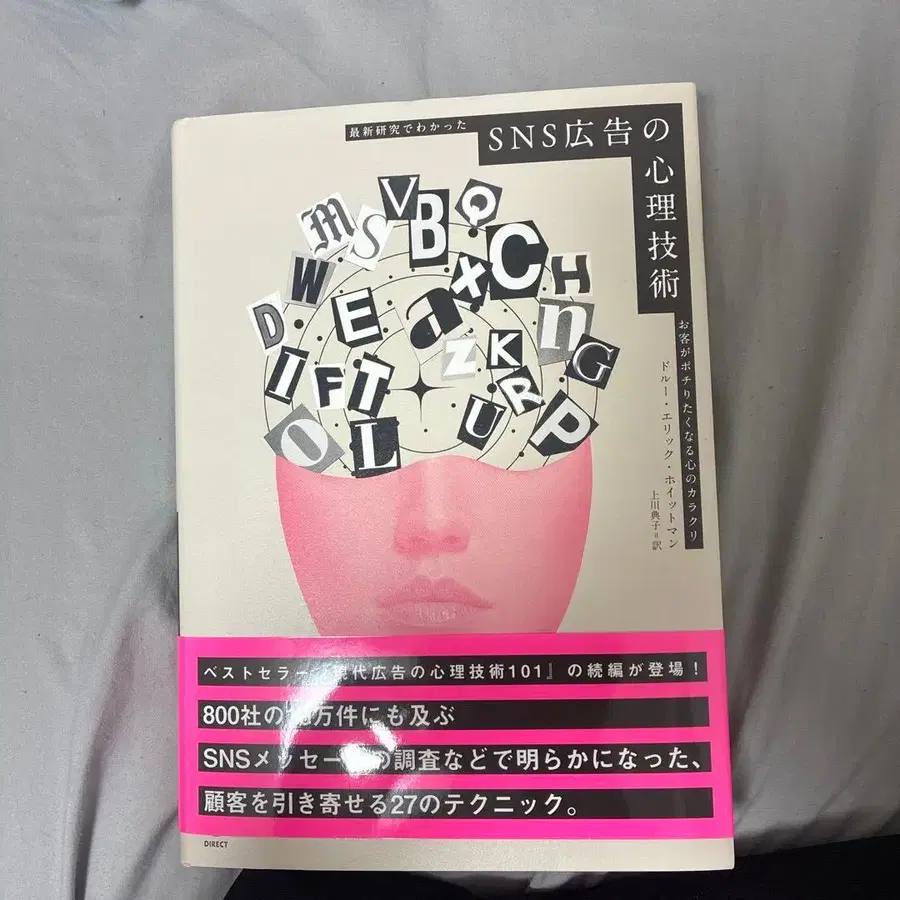 最新研究でわかった
SNS広告の心理技術
お客がポチりたくなる心のカラクリ
ドルー・エリック・ホイットマン
上川典子=訳
M S V B Q
D W E a X C H
I F T Z K n G
O L U R P
ベストセラー 現代広告の心理技術101』の続編が登場!
800社の 万件にも及ぶ
SNSメッセー の調査などで明らかになった、
顧客を引き寄せる27のテクニック。
DIRECT